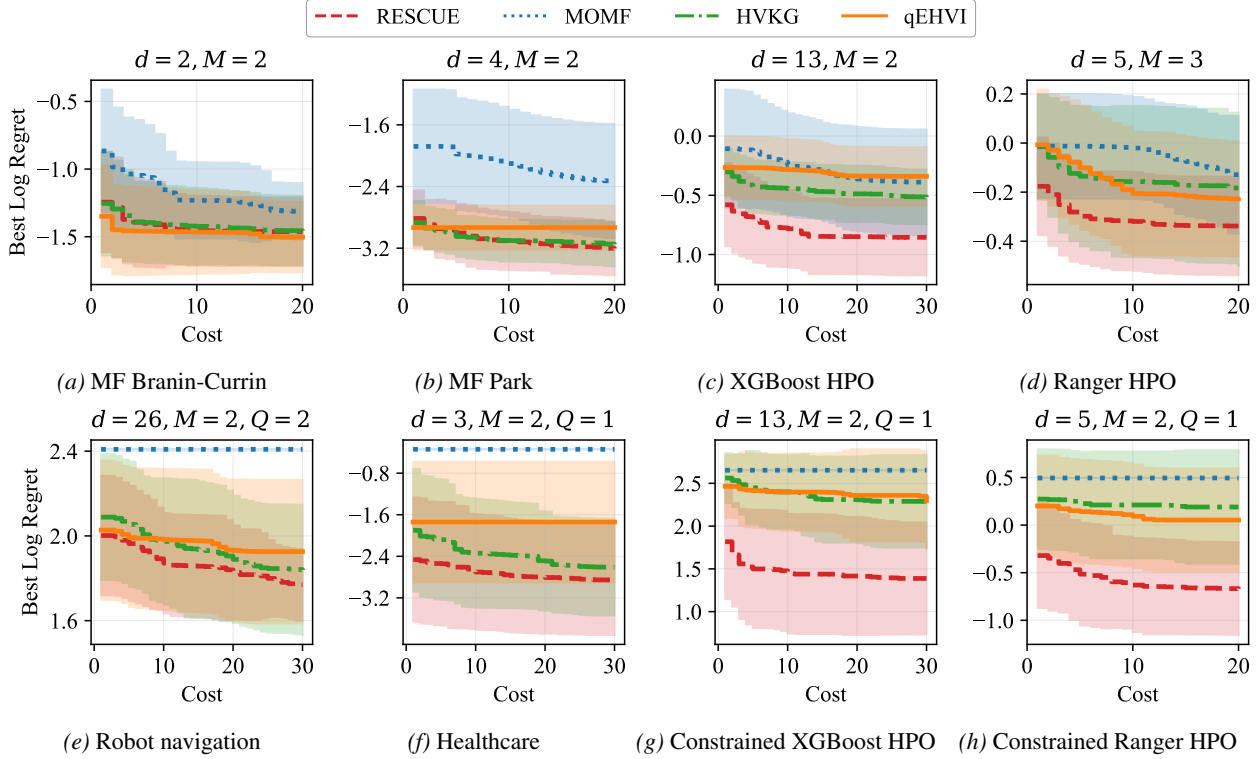 RESCUE MOMF HVKG qEHVI
d = 2, M = 2 d = 4, M = 2 d = 13, M = 2 d = 5, M = 3
Best Log Regret
−0.5
−1.0
−1.5
0 10 20
Cost
−1.6
−2.4
−3.2
0 10 20
Cost
0.0
−0.5
−1.0
0 10 20 30
Cost
0.2
0.0
−0.2
−0.4
0 10 20
Cost
(a) MF Branin-Currin (b) MF Park (c) XGBoost HPO (d) Ranger HPO
d = 26, M = 2, Q = 2 d = 3, M = 2, Q = 1 d = 13, M = 2, Q = 1 d = 5, M = 2, Q = 1
Best Log Regret
2.4
2.0
1.6
0 10 20 30
Cost
−0.8
−1.6
−2.4
−3.2
0 10 20 30
Cost
2.5
2.0
1.5
1.0
0 10 20 30
Cost
0.5
0.0
−0.5
−1.0
0 10 20
Cost
(e) Robot navigation (f) Healthcare (g) Constrained XGBoost HPO (h) Constrained Ranger HPO